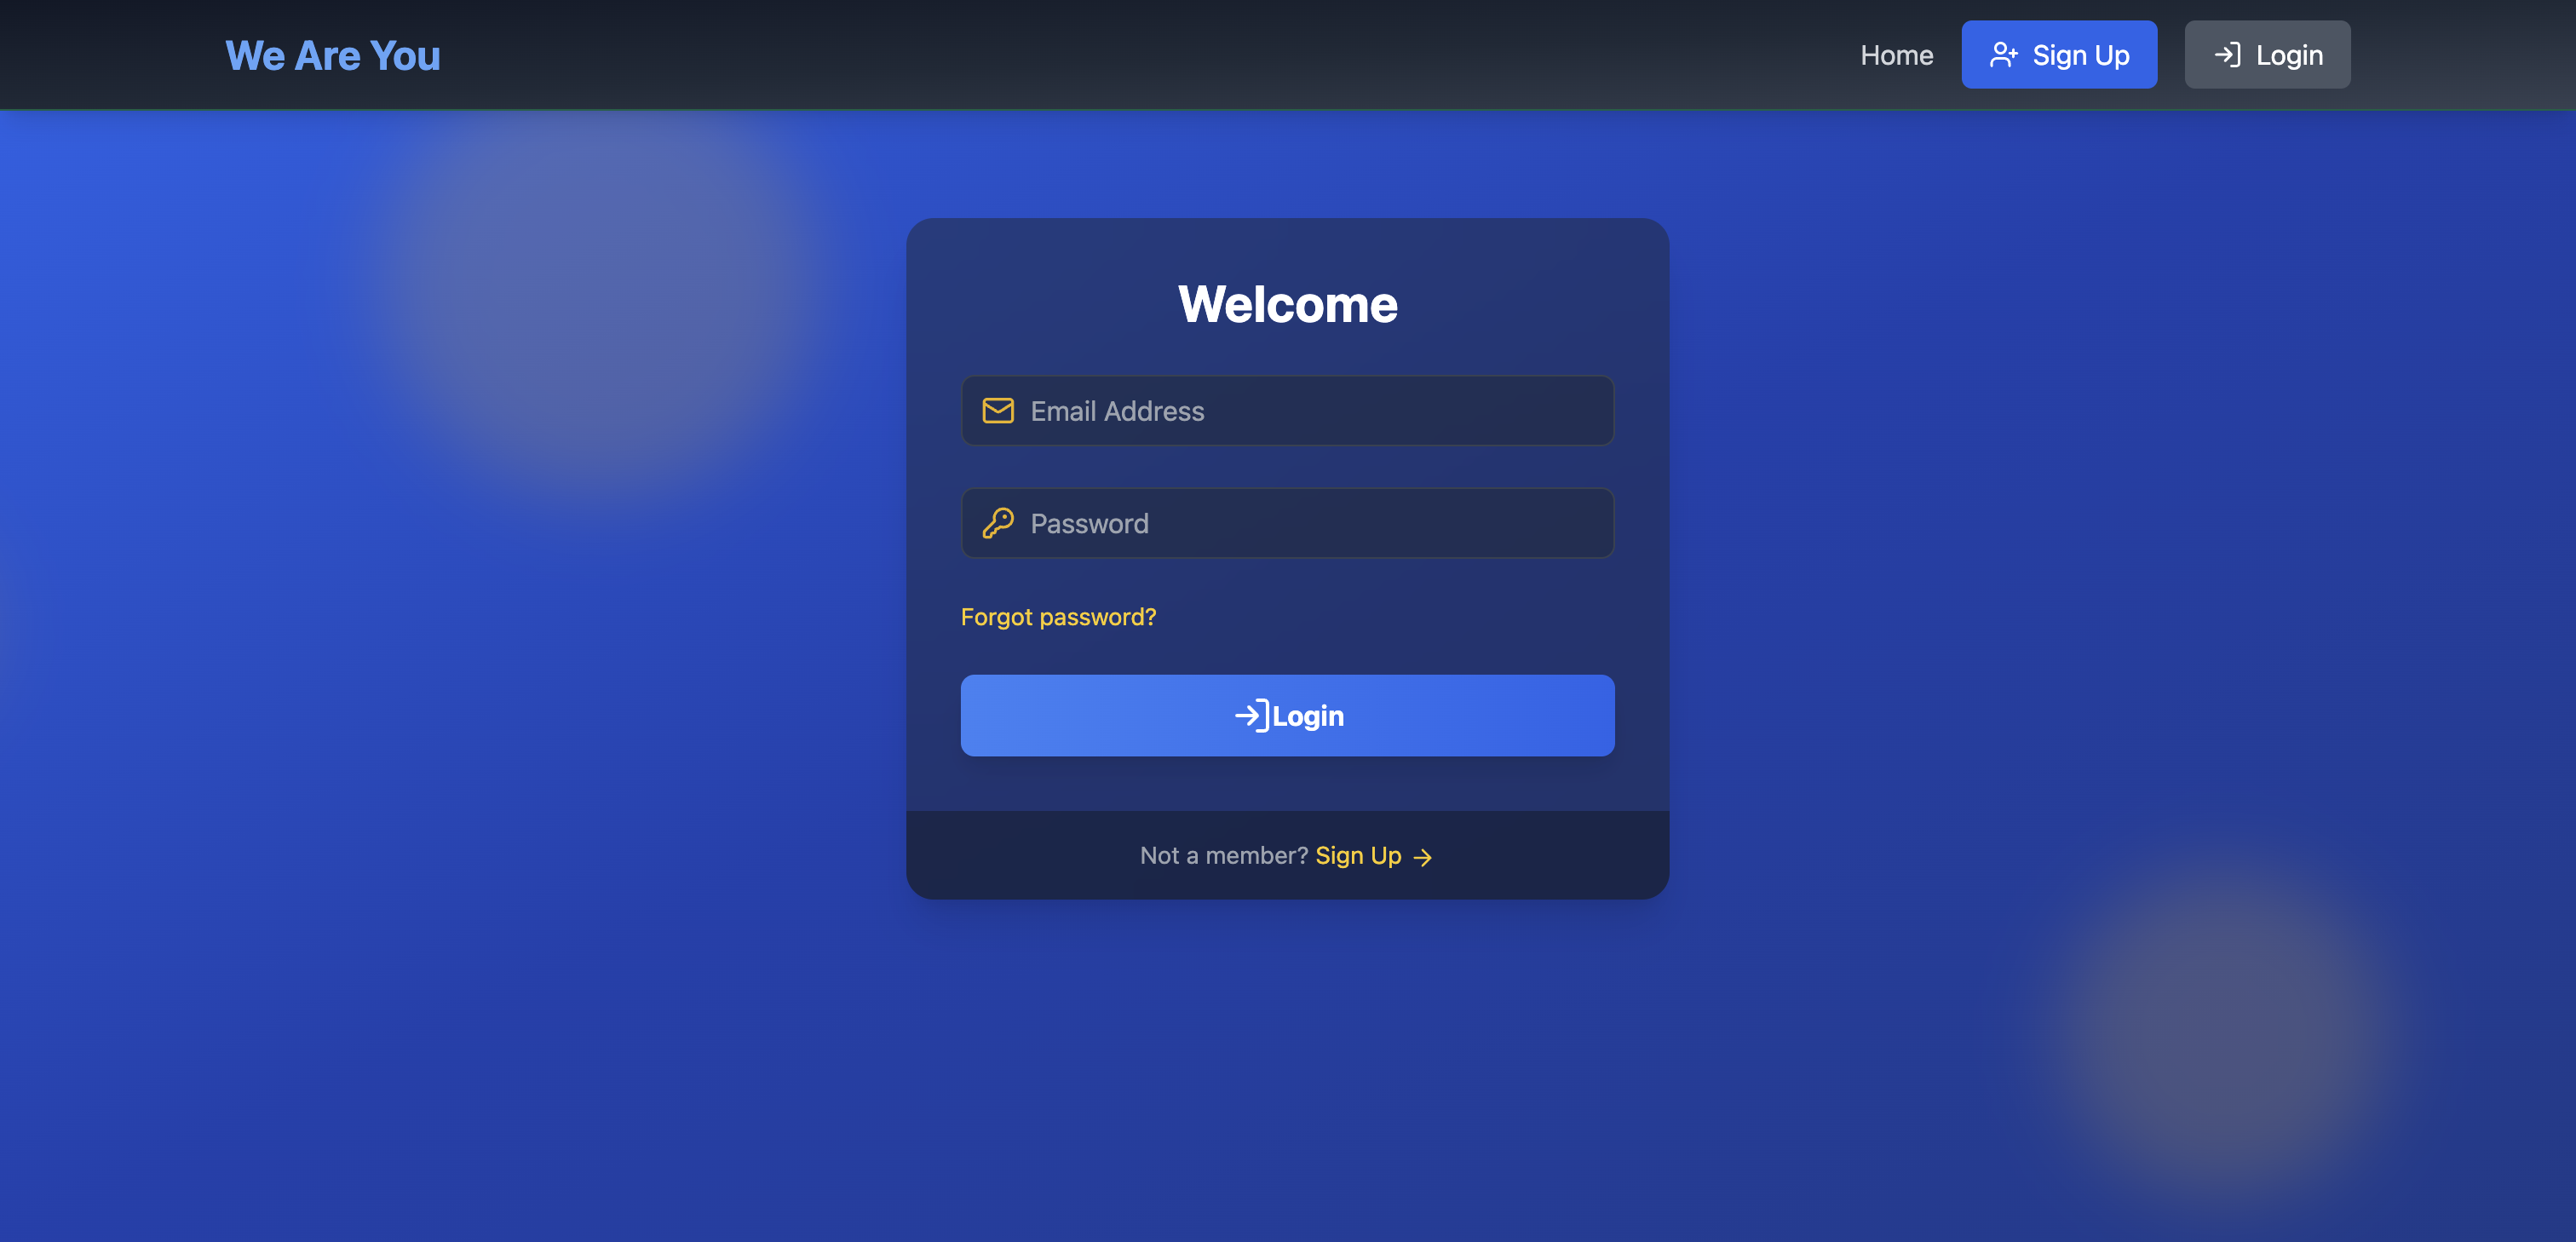 We Are You
Home
Sign Up
Login
Welcome
Email Address
Password
Forgot password?
Login
Not a member? Sign Up